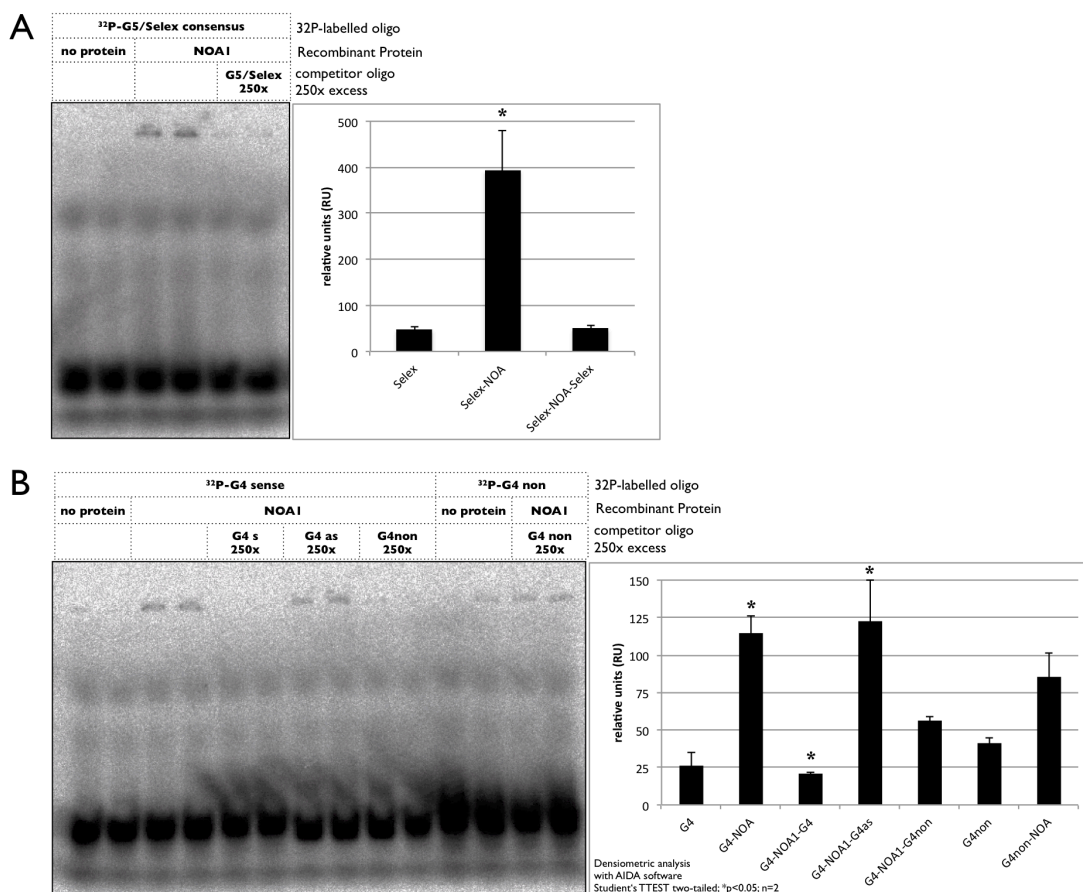 A
³²P-G5/Selex consensus
32P-labelled oligo
no protein
NOA1
Recombinant Protein
G5/Selex
250x
competitor oligo
250x excess
*
500
400
300
200
100
0
relative units (RU)
Selex
Selex-NOA
Selex-NOA-Selex
B
³²P-G4 sense
³²P-G4 non
32P-labelled oligo
no protein
NOA1
no protein
NOA1
Recombinant Protein
G4 s
250x
G4 as
250x
G4non
250x
G4 non
250x
competitor oligo
250x excess
*
*
*
150
125
100
75
50
25
0
relative units (RU)
G4
G4-NOA
G4-NOA1-G4
G4-NOA1-G4as
G4-NOA1-G4non
G4non
G4non-NOA
Densiometric analysis
with AIDA software
Studient's TTEST two-tailed; *p<0.05; n=2